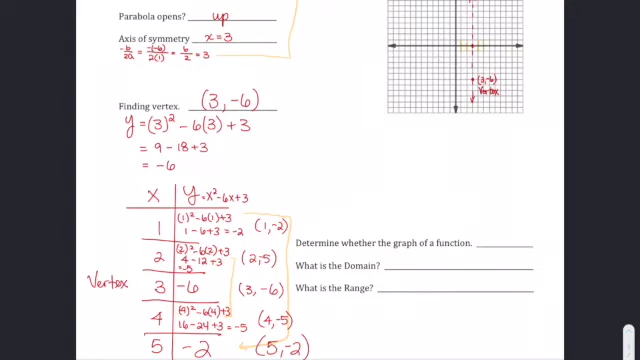 Parabola opens? up
Axis of symmetry x = 3
-b/2a = -(-6)/2(1) = 6/2 = 3
(3,-6)
Vertex
Finding vertex. (3, -6)
y = (3)² - 6(3) + 3
= 9 - 18 + 3
= -6
x y = x² - 6x + 3
1 (1)² - 6(1) + 3
1 - 6 + 3 = -2 (1, -2)
2 (2)² - 6(2) + 3
4 - 12 + 3
= -5 (2, -5)
Vertex 3 -6 (3, -6)
4 (4)² - 6(4) + 3
16 - 24 + 3 = -5 (4, -5)
5 -2 (5, -2)
Determine whether the graph of a function.
What is the Domain?
What is the Range?